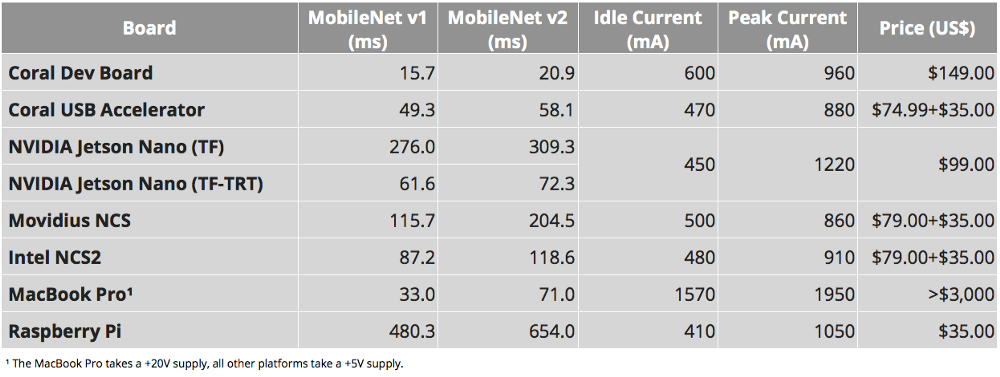 Board MobileNet v1 (ms) MobileNet v2 (ms) Idle Current (mA) Peak Current (mA) Price (US$)
Coral Dev Board 15.7 20.9 600 960 $149.00
Coral USB Accelerator 49.3 58.1 470 880 $74.99+$35.00
NVIDIA Jetson Nano (TF) 276.0 309.3 450 1220 $99.00
NVIDIA Jetson Nano (TF-TRT) 61.6 72.3
Movidius NCS 115.7 204.5 500 860 $79.00+$35.00
Intel NCS2 87.2 118.6 480 910 $79.00+$35.00
MacBook Pro¹ 33.0 71.0 1570 1950 >$3,000
Raspberry Pi 480.3 654.0 410 1050 $35.00
¹ The MacBook Pro takes a +20V supply, all other platforms take a +5V supply.